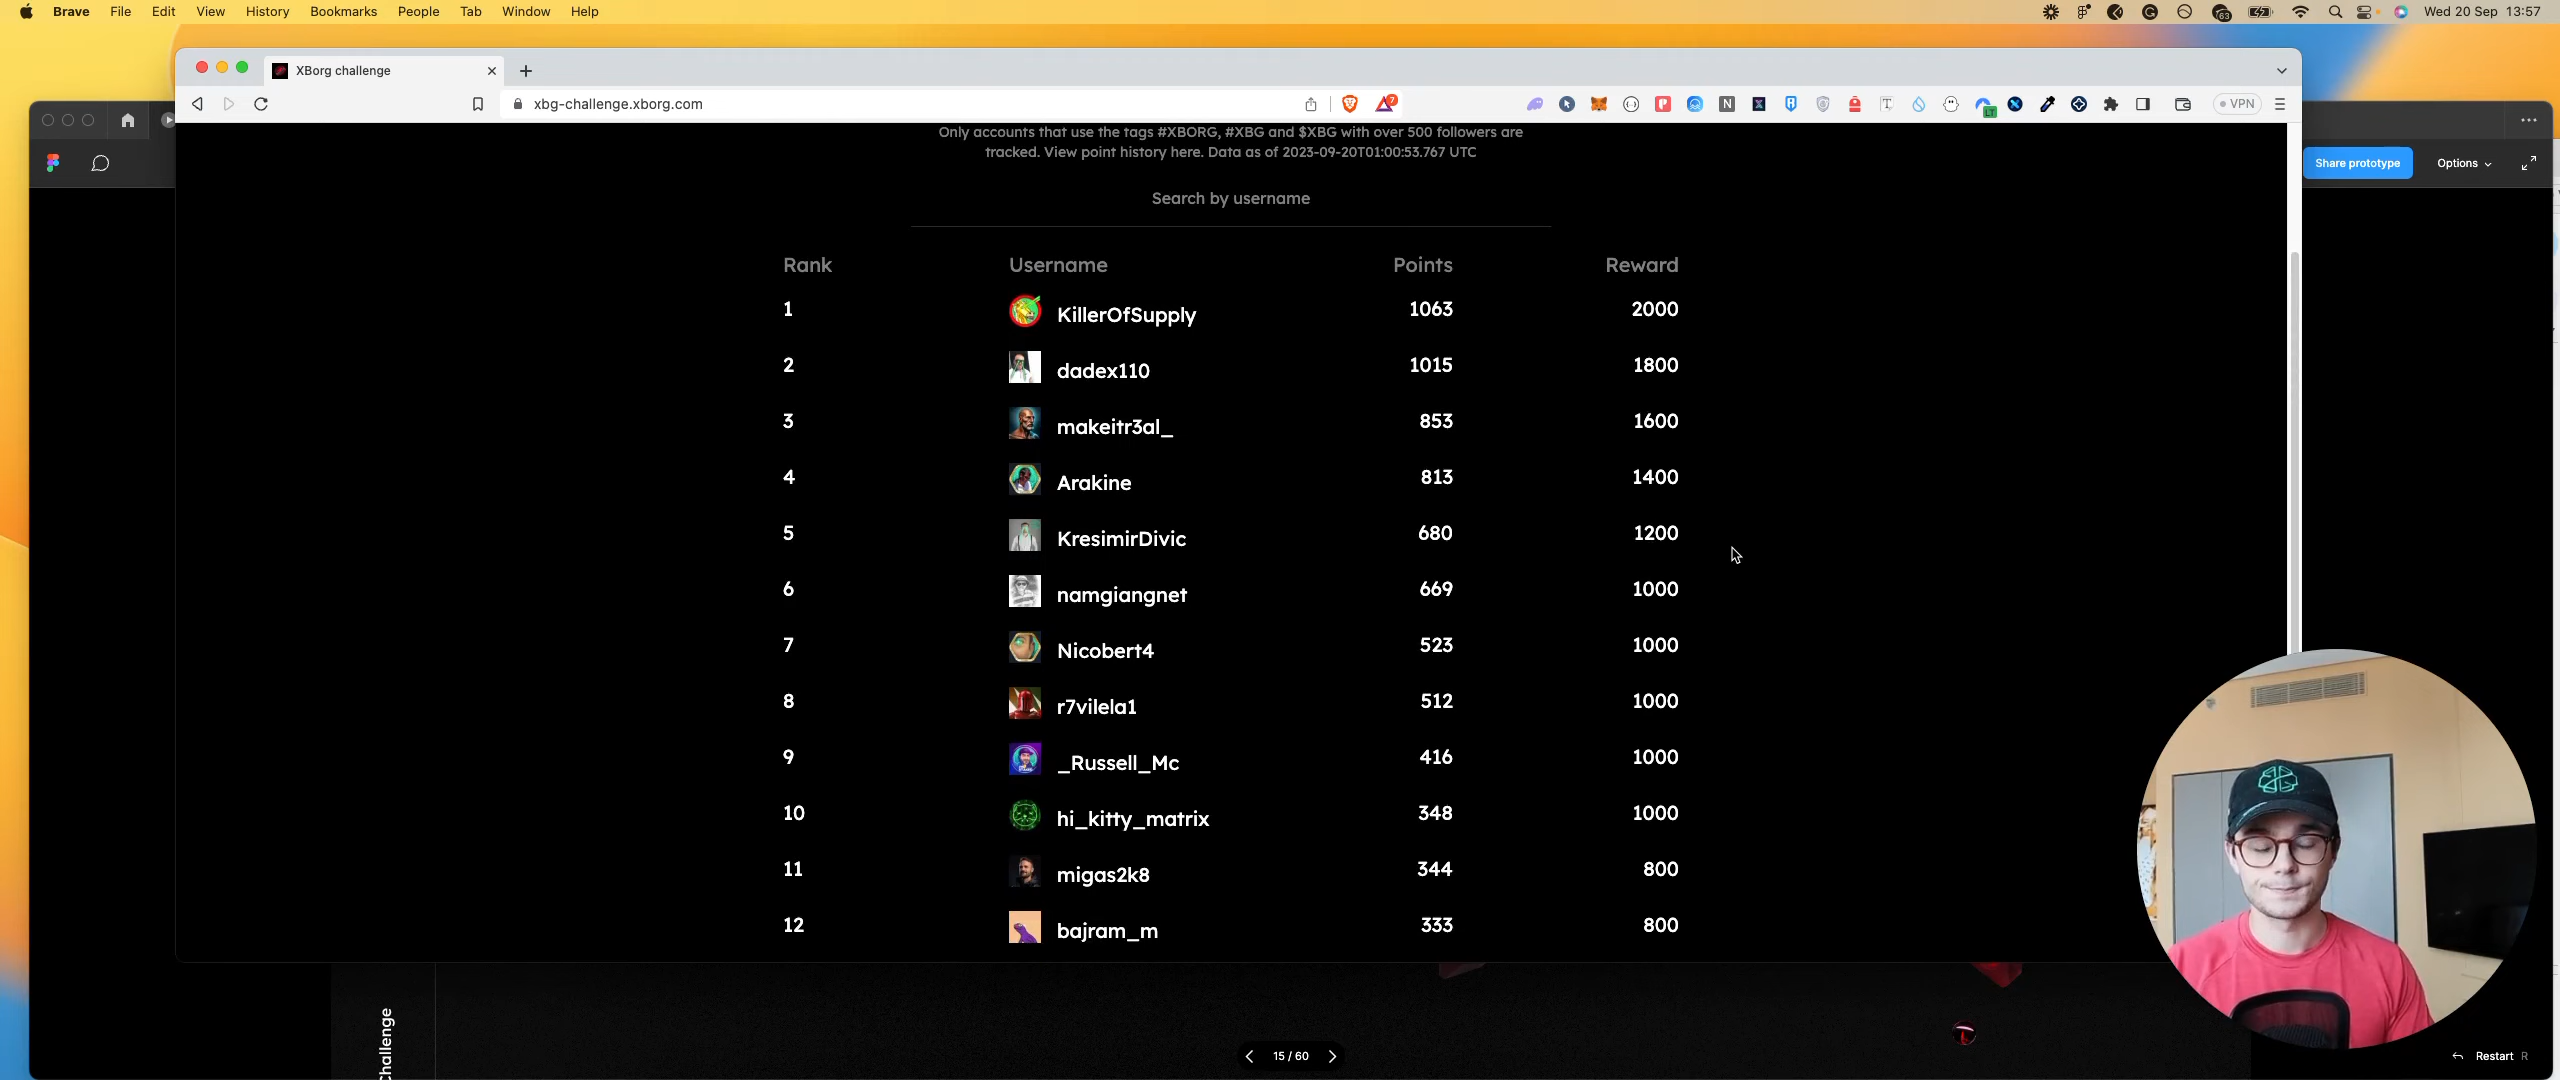 Brave File Edit View History Bookmarks People Tab Window Help 63 Wed 20 Sep 13:57
XBorg challenge
xbg-challenge.xborg.com 7 N T LT VPN
Share prototype Options
Only accounts that use the tags #XBORG, #XBG and $XBG with over 500 followers are
tracked. View point history here. Data as of 2023-09-20T01:00:53.767 UTC
Search by username
Rank Username Points Reward
1 KillerOfSupply 1063 2000
2 dadex110 1015 1800
3 makeitr3al_ 853 1600
4 Arakine 813 1400
5 KresimirDivic 680 1200
6 namgiangnet 669 1000
7 Nicobert4 523 1000
8 r7vilela1 512 1000
9 _Russell_Mc 416 1000
10 hi_kitty_matrix 348 1000
11 migas2k8 344 800
12 bajram_m 333 800
Challenge
15 / 60
Restart R